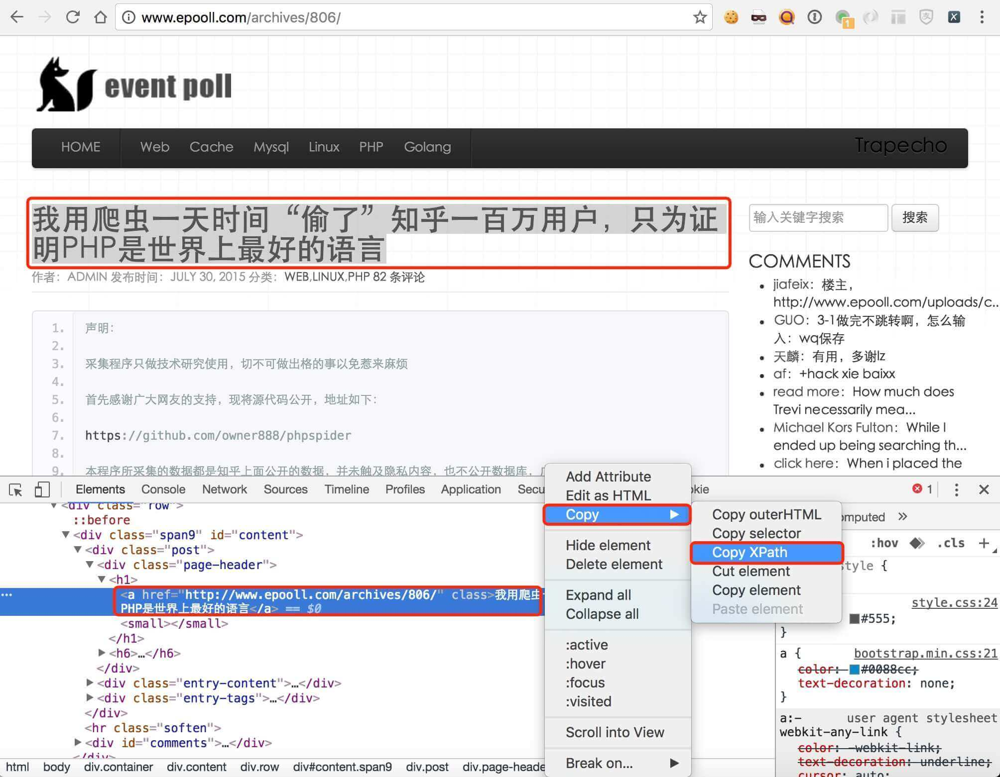 www.epooll.com/archives/806/
1
event poll
HOME Web Cache Mysql Linux PHP Golang Trapecho
我用爬虫一天时间“偷了”知乎一百万用户，只为证
明PHP是世界上最好的语言
作者：ADMIN 发布时间：JULY 30, 2015 分类：WEB,LINUX,PHP 82 条评论
输入关键字搜索 搜索
COMMENTS
jiafeix：楼主，
http://www.epooll.com/uploads/c...
GUO：3-1做完不跳转啊，怎么输
入：wq保存
天麟：有用，多谢lz
af：+hack xie baixx
read more：How much does
Trevi necessarily mea...
Michael Kors Fulton：While I
ended up being searching th...
click here：When i placed the
1. 声明：
2.
3. 采集程序只做技术研究使用，切不可做出格的事以免惹来麻烦
4.
5. 首先感谢广大网友的支持，现将源代码公开，地址如下：
6.
7. https://github.com/owner888/phpspider
8.
9. 本程序所采集的数据都是知乎上面公开的数据，并未触及隐私内容，也不公开数据库，
Elements Console Network Sources Timeline Profiles Application Secu kie 1
<div class="row">
::before
<div class="span9" id="content">
<div class="post">
<div class="page-header">
<h1>
<a href="http://www.epooll.com/archives/806/" class>我用爬虫
PHP是世界上最好的语言</a> == $0
<small></small>
</h1>
<h6>…</h6>
</div>
<div class="entry-content">…</div>
<div class="entry-tags">…</div>
</div>
<hr class="soften">
<div id="comments">…</div>
</div>
html body div.container div.content div.row div#content.span9 div.post div.page-heade
Add Attribute
Edit as HTML
Copy
Hide element
Delete element
Expand all
Collapse all
:active
:hover
:focus
:visited
Scroll into View
Break on...
Copy outerHTML
Copy selector
Copy XPath
Cut element
Copy element
Paste element
mputed »
:hov .cls +
style {
style.css:24
#555;
}
a { bootstrap.min.css:21
color: #0088cc;
text-decoration: none;
}
a:- user agent stylesheet
webkit-any-link {
color: -webkit-link;
text-decoration: underline;
cursor: auto;